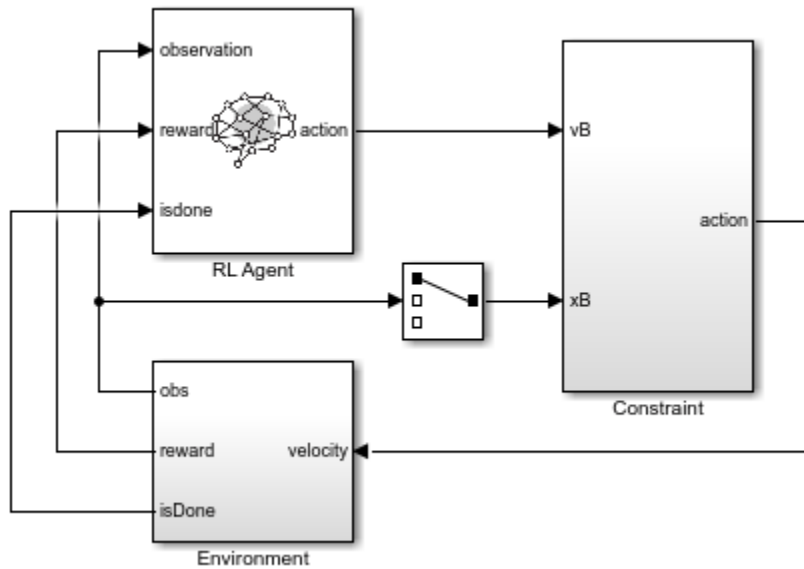 observation
reward
action
isdone
RL Agent
vB
action
xB
Constraint
obs
reward
velocity
isDone
Environment